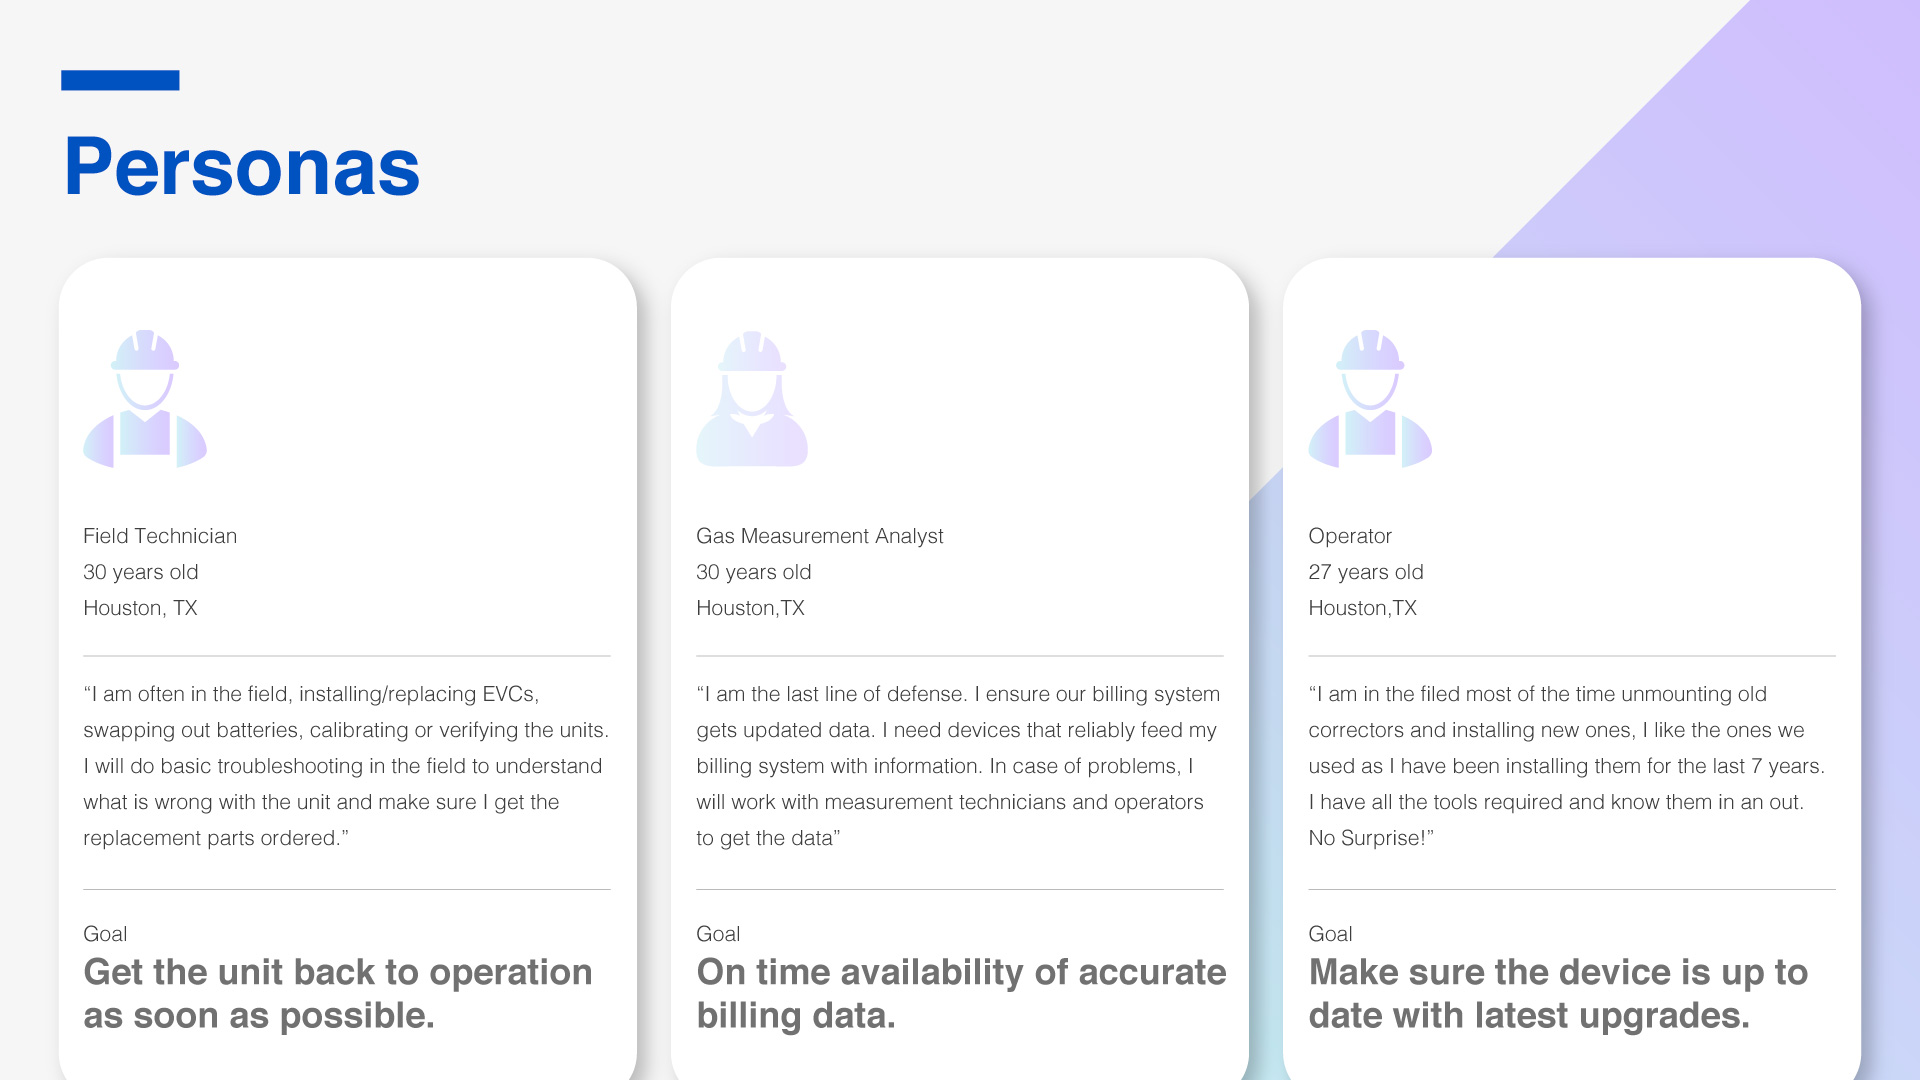 Personas
Field Technician
30 years old
Houston, TX
“I am often in the field, installing/replacing EVCs,
swapping out batteries, calibrating or verifying the units.
I will do basic troubleshooting in the field to understand
what is wrong with the unit and make sure I get the
replacement parts ordered.”
Goal
Get the unit back to operation
as soon as possible.
Gas Measurement Analyst
30 years old
Houston,TX
“I am the last line of defense. I ensure our billing system
gets updated data. I need devices that reliably feed my
billing system with information. In case of problems, I
will work with measurement technicians and operators
to get the data”
Goal
On time availability of accurate
billing data.
Operator
27 years old
Houston,TX
“I am in the filed most of the time unmounting old
correctors and installing new ones, I like the ones we
used as I have been installing them for the last 7 years.
I have all the tools required and know them in an out.
No Surprise!”
Goal
Make sure the device is up to
date with latest upgrades.